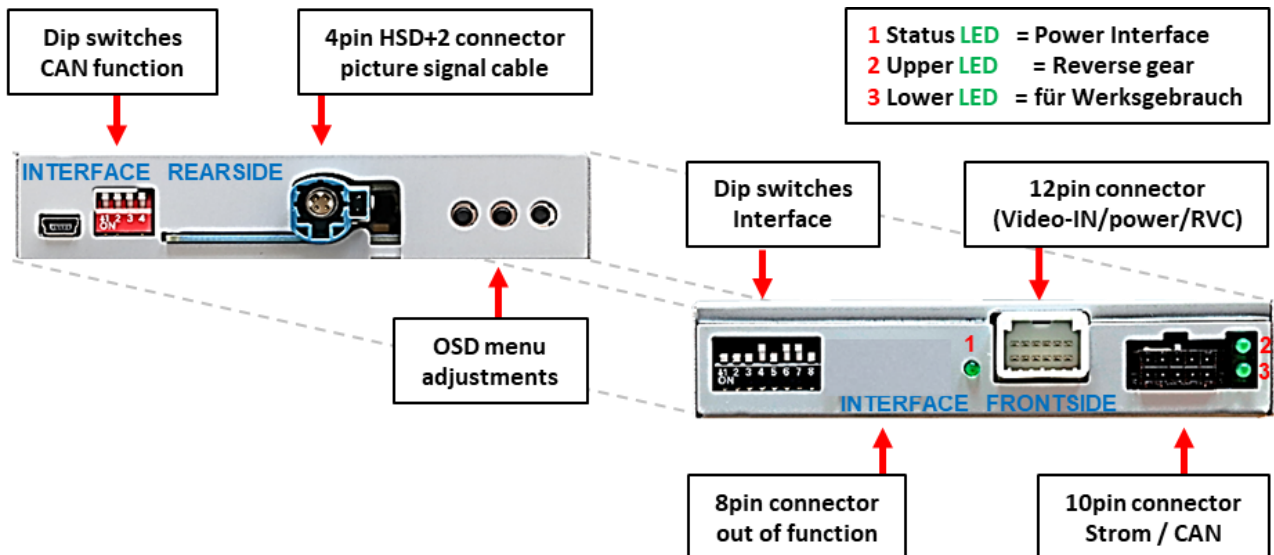 Dip switches
CAN function
4pin HSD+2 connector
picture signal cable
1 Status LED = Power Interface
2 Upper LED = Reverse gear
3 Lower LED = für Werksgebrauch
INTERFACE REARSIDE
1 2 3 4
ON
Dip switches
Interface
12pin connector
(Video-IN/power/RVC)
OSD menu
adjustments
1
2
3
1 2 3 4 5 6 7 8
ON
INTERFACE FRONTSIDE
8pin connector
out of function
10pin connector
Strom / CAN